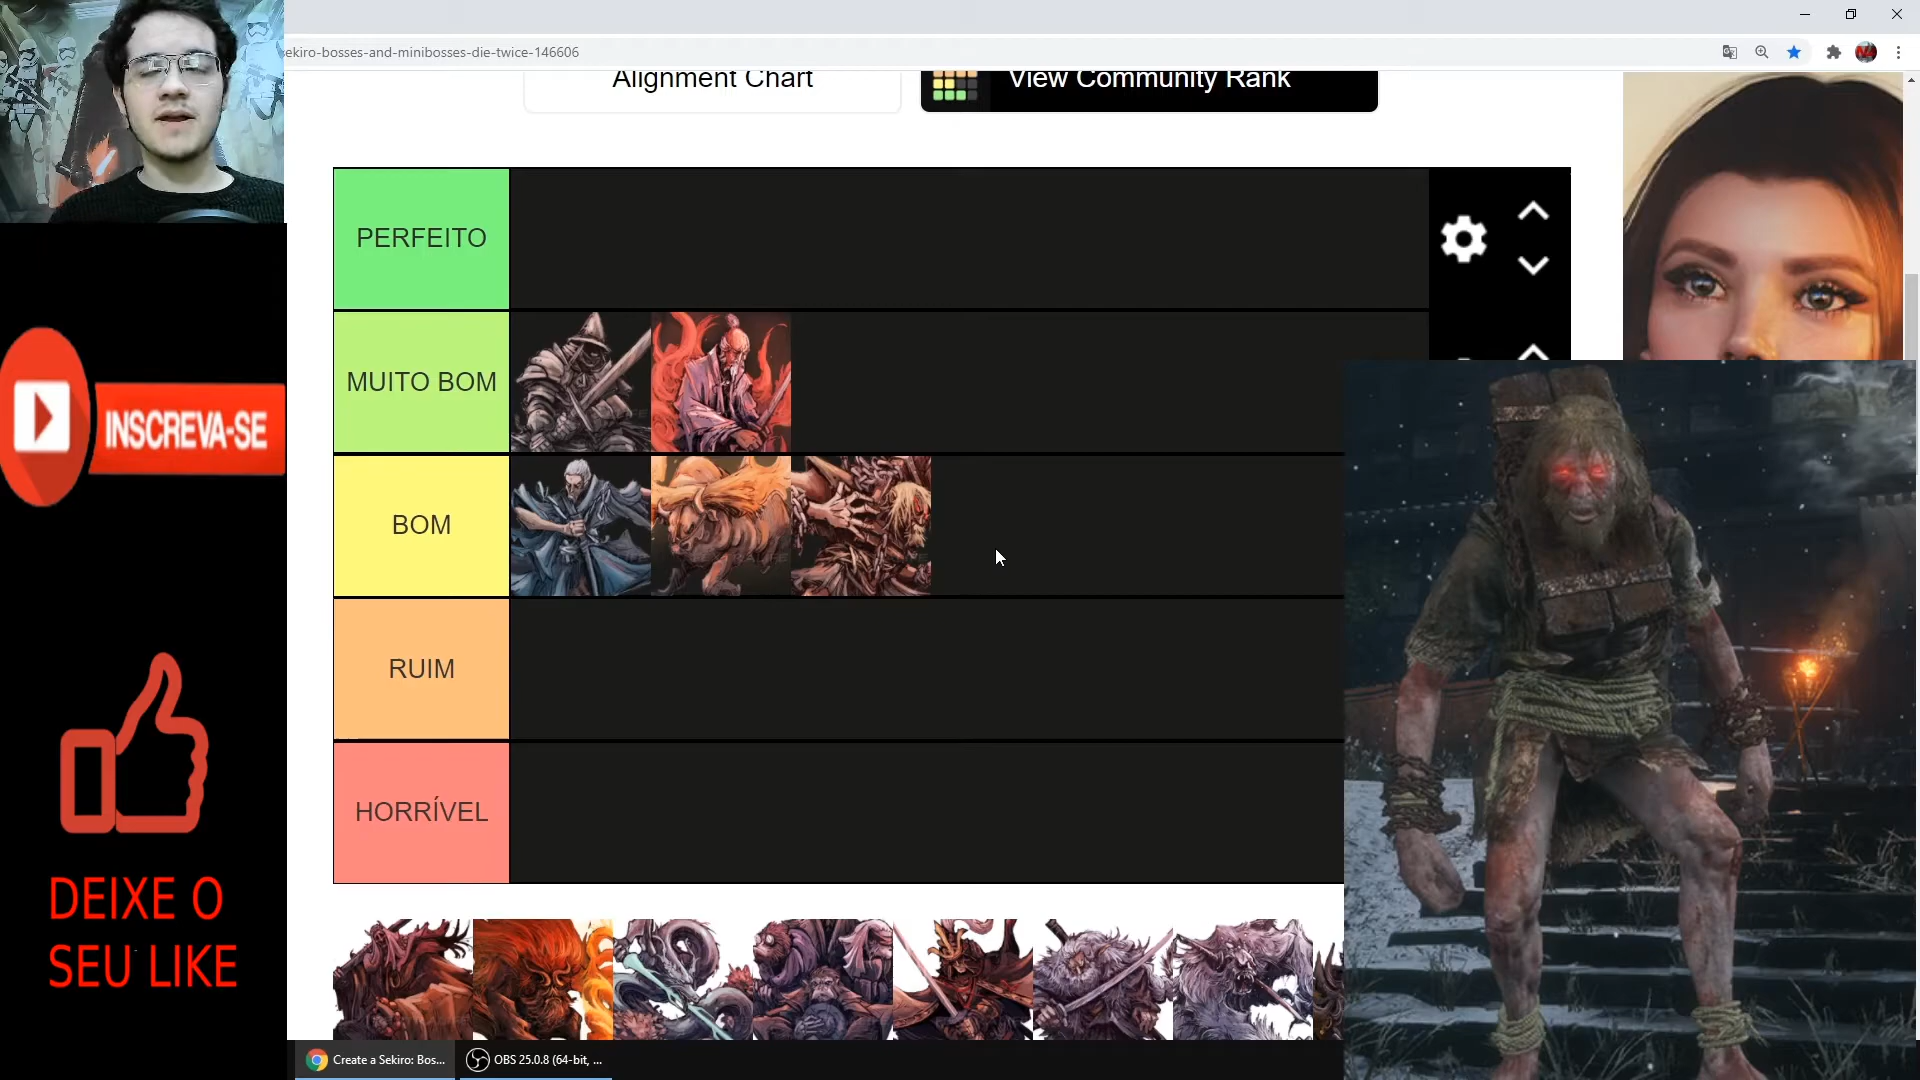 sekiro-bosses-and-minibosses-die-twice-146606
Alignment Chart
View Community Rank
PERFEITO
MUITO BOM
BOM
RUIM
HORRÍVEL
INSCREVA-SE
DEIXE O
SEU LIKE
Create a Sekiro: Bos...
OBS 25.0.8 (64-bit, ...